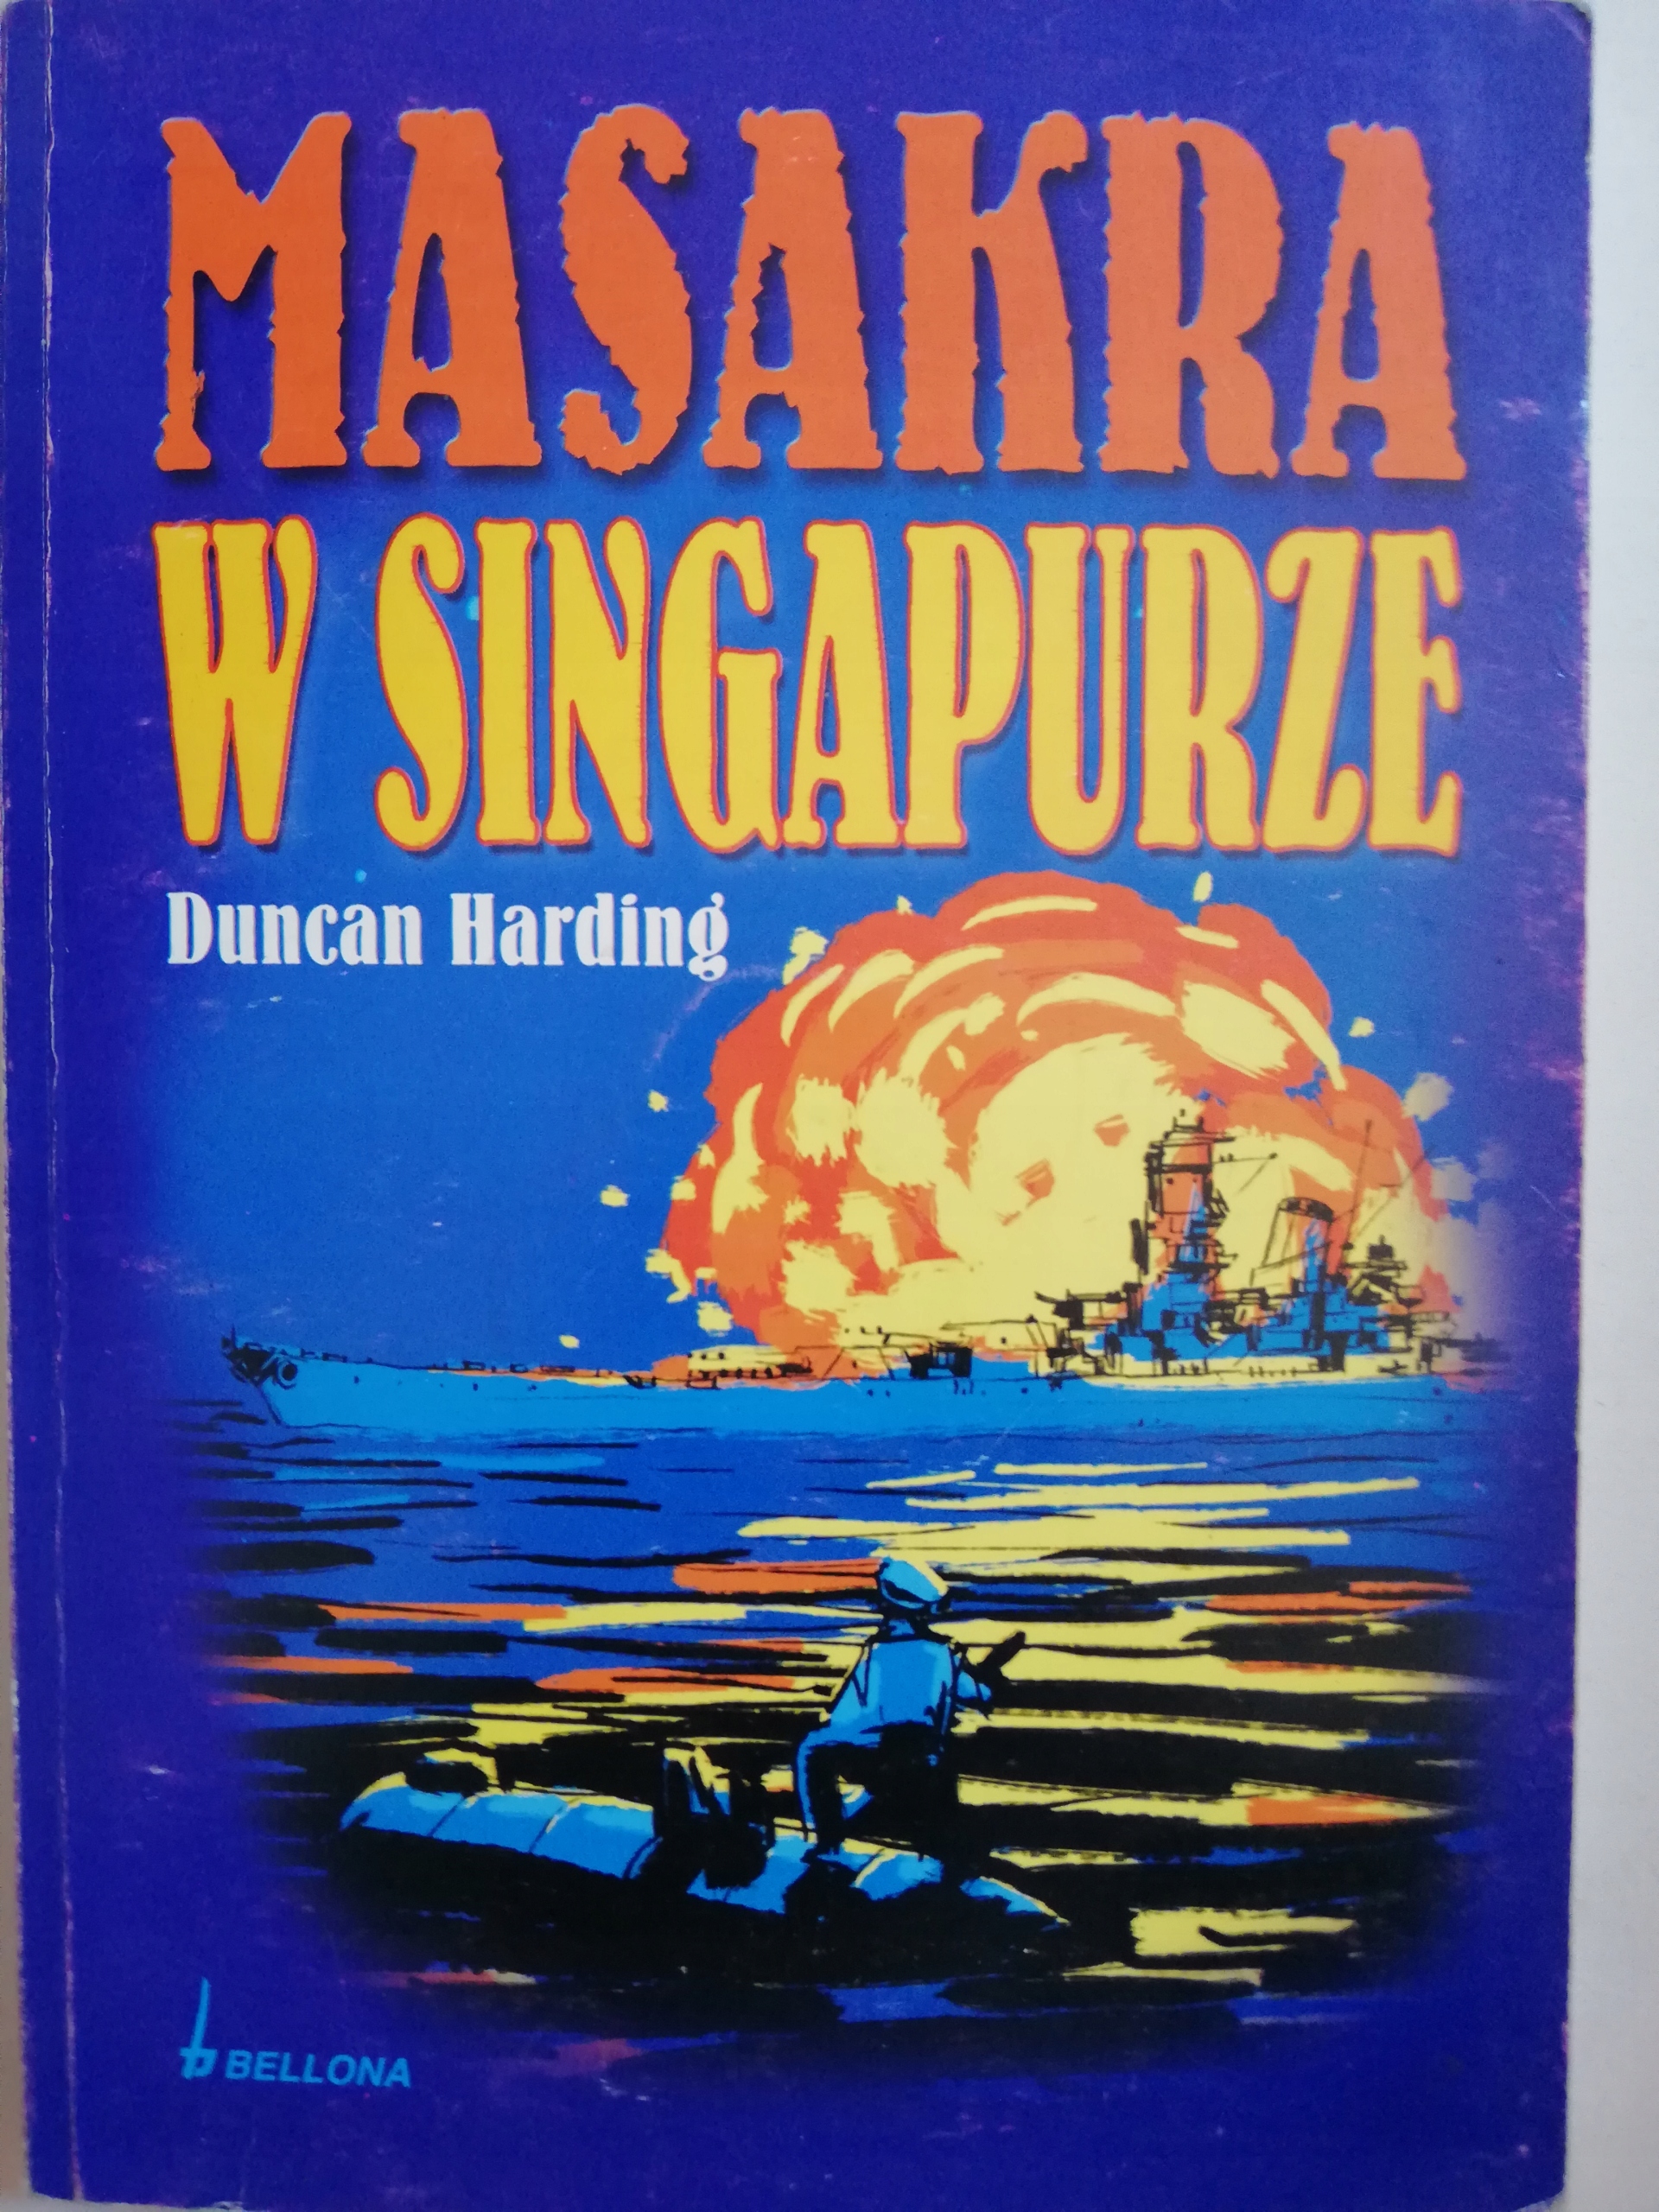 MASAKRA
W SINGAPURZE
Duncan Harding
BELLONA